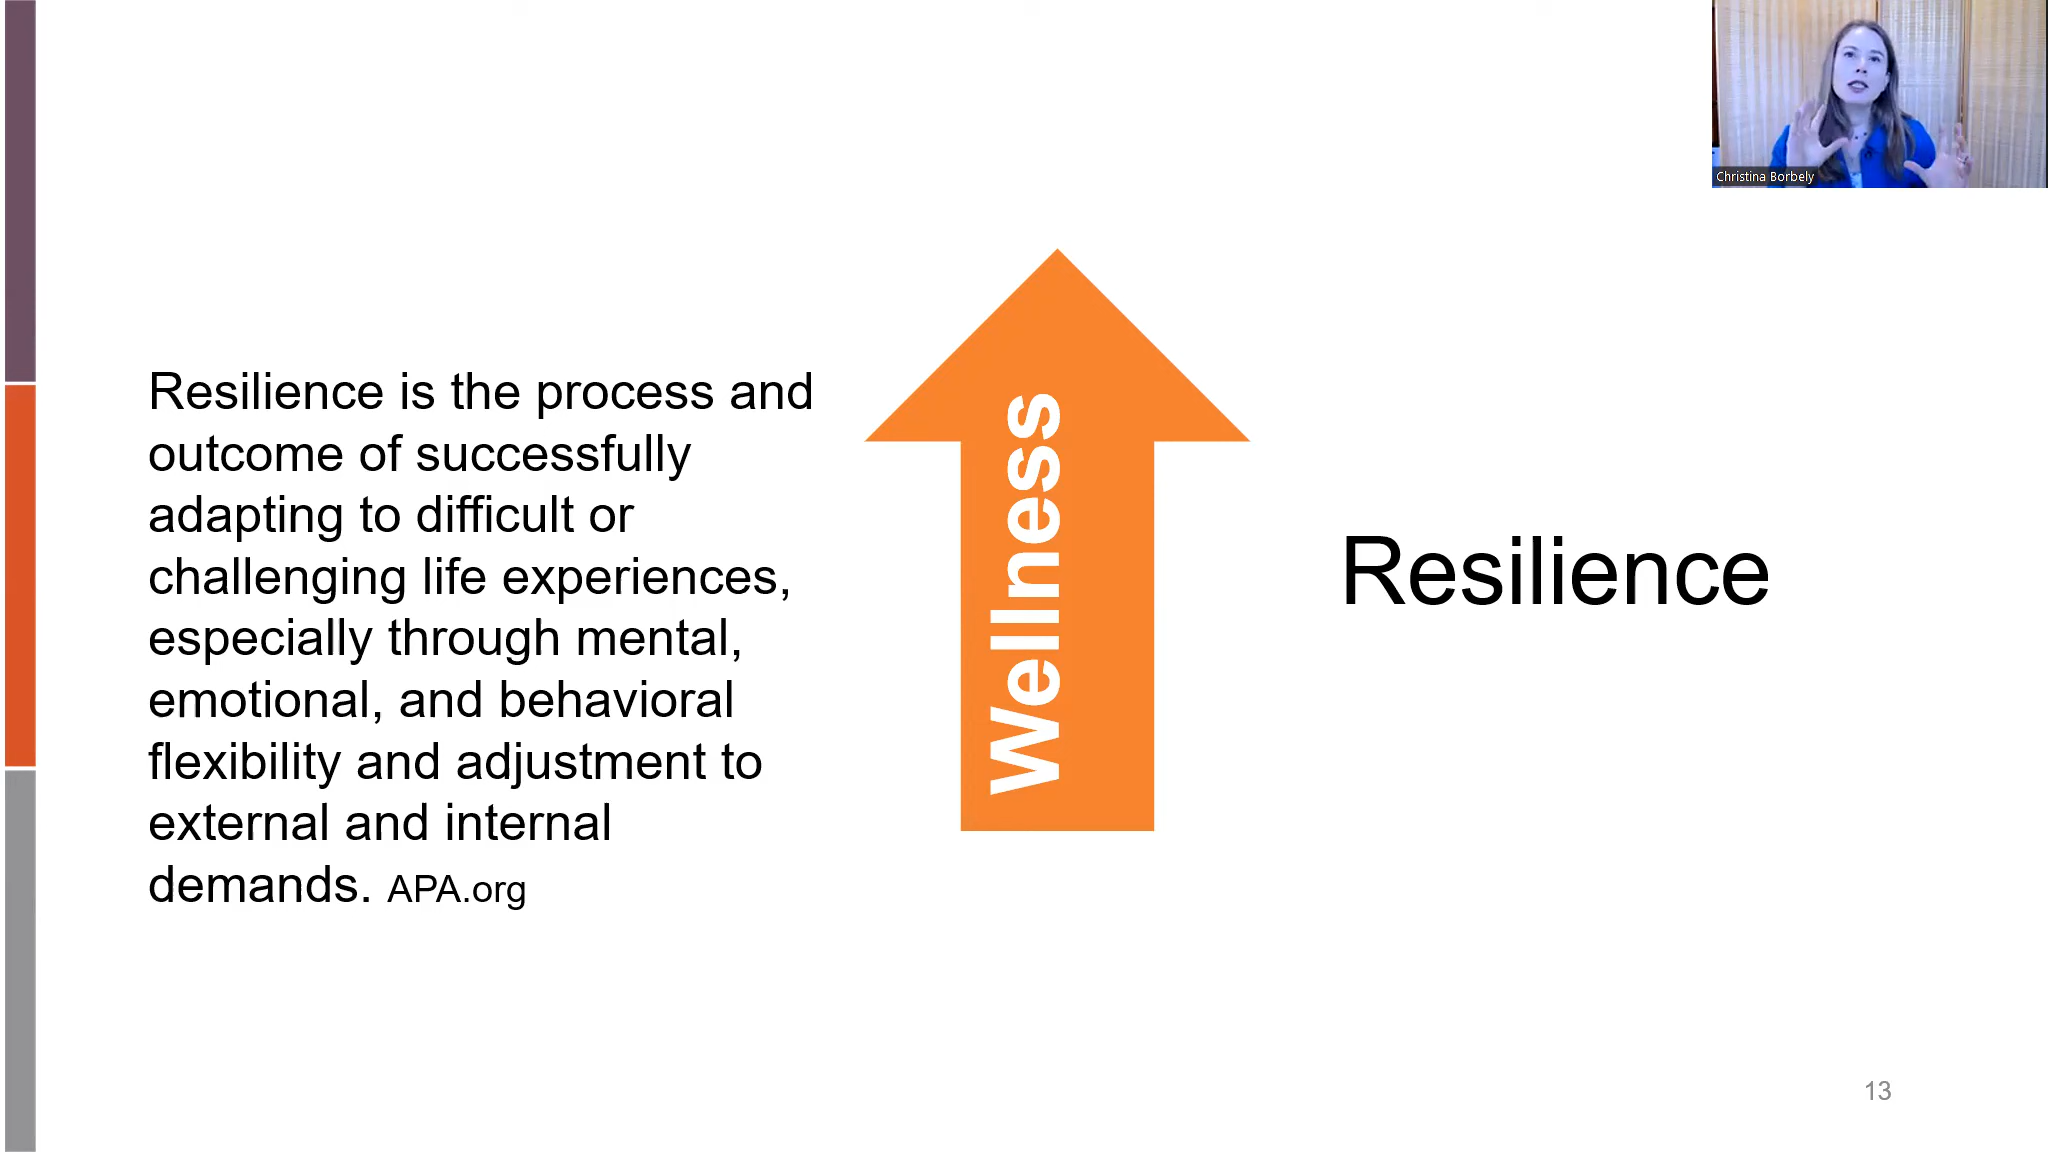 Christina Borbely
Resilience is the process and
outcome of successfully
adapting to difficult or
challenging life experiences,
especially through mental,
emotional, and behavioral
flexibility and adjustment to
external and internal
demands. APA.org
Wellness
Resilience
13